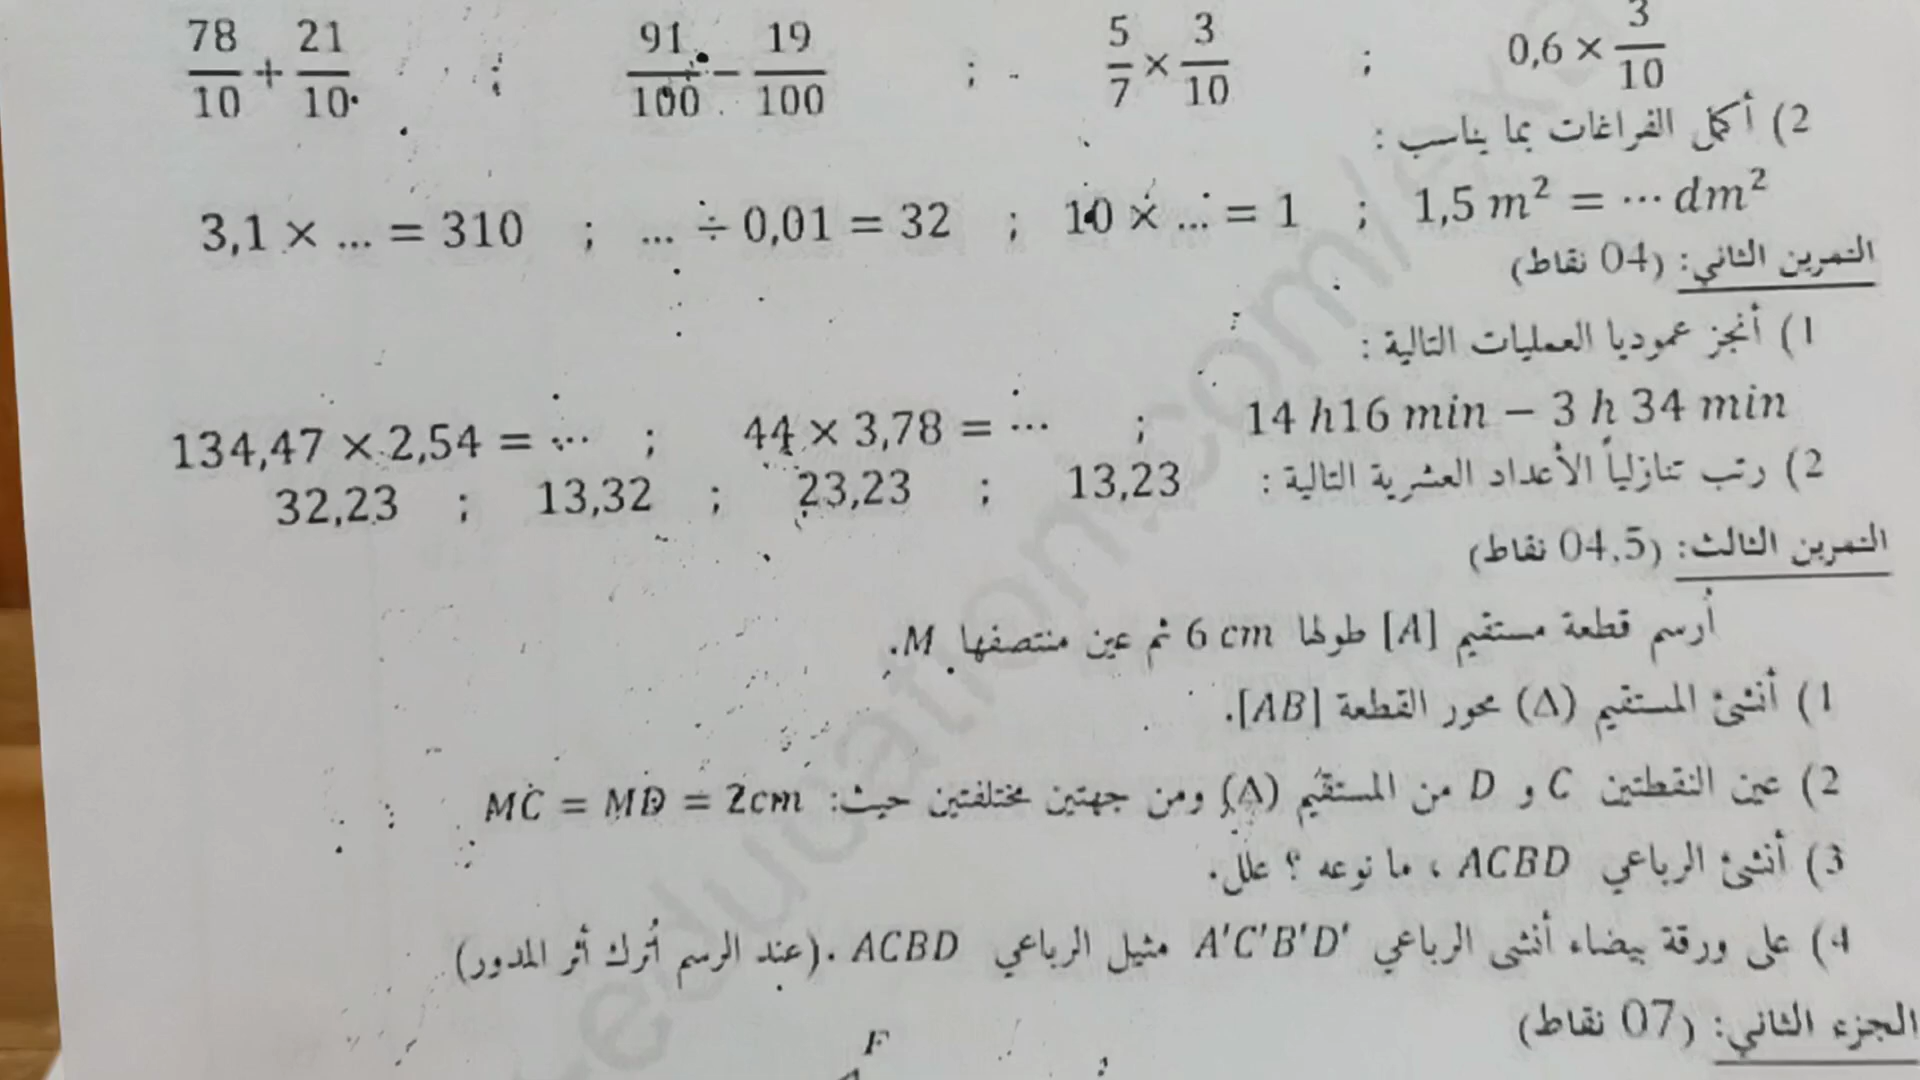 78/10 + 21/10 ; 91/100 − 19/100 ; 5/7 × 3/10 ; 0,6 × 3/10
2) أكمل الفراغات بما يناسب :
3,1 × ... = 310 ; ... ÷ 0,01 = 32 ; 10 × ... = 1 ; 1,5 m² = ⋯ dm²
التمرين الثاني: (04 نقاط)
1) أنجز عموديا العمليات التالية :
134,47 × 2,54 = ⋯ ; 44 × 3,78 = ⋯ ; 14 h16 min − 3 h 34 min
2) رتب تنازلياً الأعداد العشرية التالية : 13,23 ; 23,23 ; 13,32 ; 32,23
التمرين الثالث: (04.5 نقاط)
أرسم قطعة مستقيم [A] طولها 6 cm ثم عين منتصفها M.
1) أنشئ المستقيم (Δ) محور القطعة [AB].
2) عين النقطتين C و D من المستقيم (Δ) ومن جهتين مختلفتين حيث: MC = MD = 2cm
3) أنشئ الرباعي ACBD ، ما نوعه ؟ علل.
4) على ورقة بيضاء أنشى الرباعي A'C'B'D' مثيل الرباعي ACBD .(عند الرسم أترك أثر المدور)
الجزء الثاني: (07 نقاط)
F